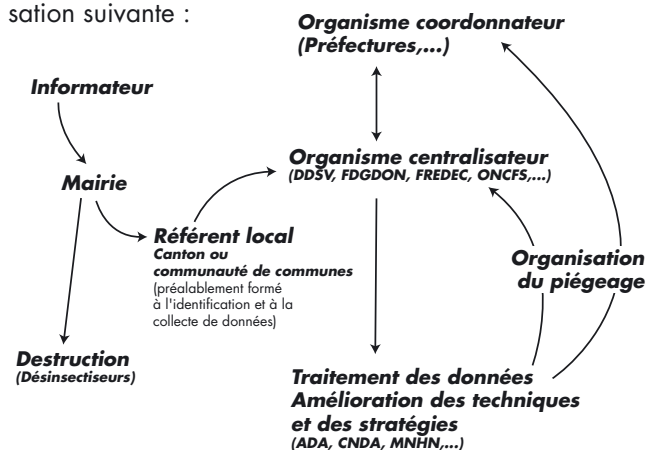 sation suivante :
Organisme coordonnateur
(Préfectures,...)
Informateur
Mairie
Organisme centralisateur
(DDSV, FDGDON, FREDEC, ONCFS,...)
Référent local
Canton ou
communauté de communes
(préalablement formé
à l'identification et à la
collecte de données)
Organisation
du piégeage
Destruction
(Désinsectiseurs)
Traitement des données
Amélioration des techniques
et des stratégies
(ADA, CNDA, MNHN,...)